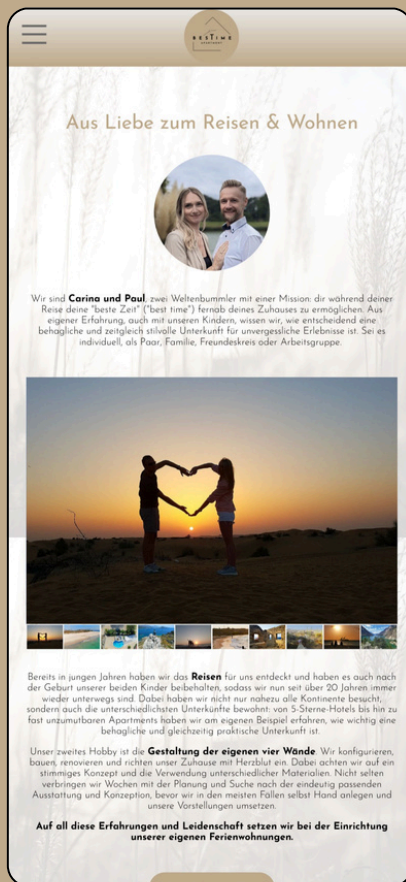 BESTIME
APARTMENT
Aus Liebe zum Reisen & Wohnen
Wir sind Carina und Paul, zwei Weltenbummler mit einer Mission: dir während deiner
Reise deine "beste Zeit" ("best time") fernab deines Zuhauses zu ermöglichen. Aus
eigener Erfahrung, auch mit unseren Kindern, wissen wir, wie entscheidend eine
behagliche und zeitgleich stilvolle Unterkunft für unvergessliche Erlebnisse ist. Sei es
individuell, als Paar, Familie, Freundeskreis oder Arbeitsgruppe.
Bereits in jungen Jahren haben wir das Reisen für uns entdeckt und haben es auch nach
der Geburt unserer beiden Kinder beibehalten, sodass wir nun seit über 20 Jahren immer
wieder unterwegs sind. Dabei haben wir nicht nur nahezu alle Kontinente besucht,
sondern auch die unterschiedlichsten Unterkünfte bewohnt: von 5-Sterne-Hotels bis hin zu
fast unzumutbaren Apartments haben wir am eigenen Beispiel erfahren, wie wichtig eine
behagliche und gleichzeitig praktische Unterkunft ist.
Unser zweites Hobby ist die Gestaltung der eigenen vier Wände. Wir konfigurieren,
bauen, renovieren und richten unser Zuhause mit Herzblut ein. Dabei achten wir auf ein
stimmiges Konzept und die Verwendung unterschiedlicher Materialien. Nicht selten
verbringen wir Wochen mit der Planung und Suche nach der eindeutig passenden
Ausstattung und Konzeption, bevor wir in den meisten Fällen selbst Hand anlegen und
unsere Vorstellungen umsetzen.
Auf all diese Erfahrungen und Leidenschaft setzen wir bei der Einrichtung
unserer eigenen Ferienwohnungen.